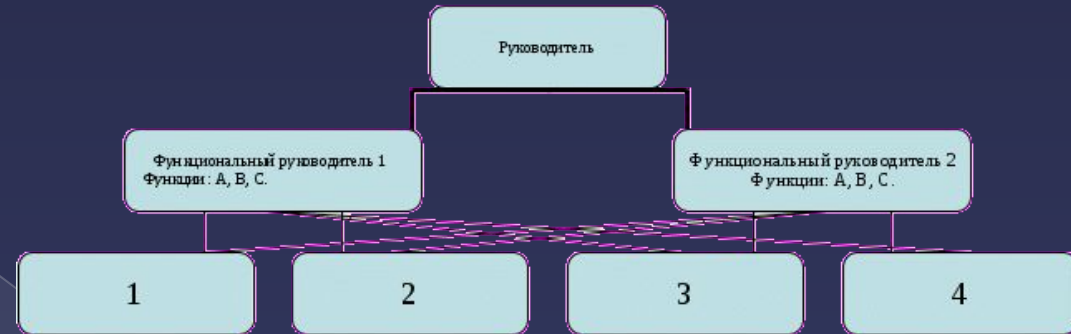 Руководитель
Функциональный руководитель 1
Функции: А, В, С.
Функциональный руководитель 2
Функции: А, В, С.
1
2
3
4